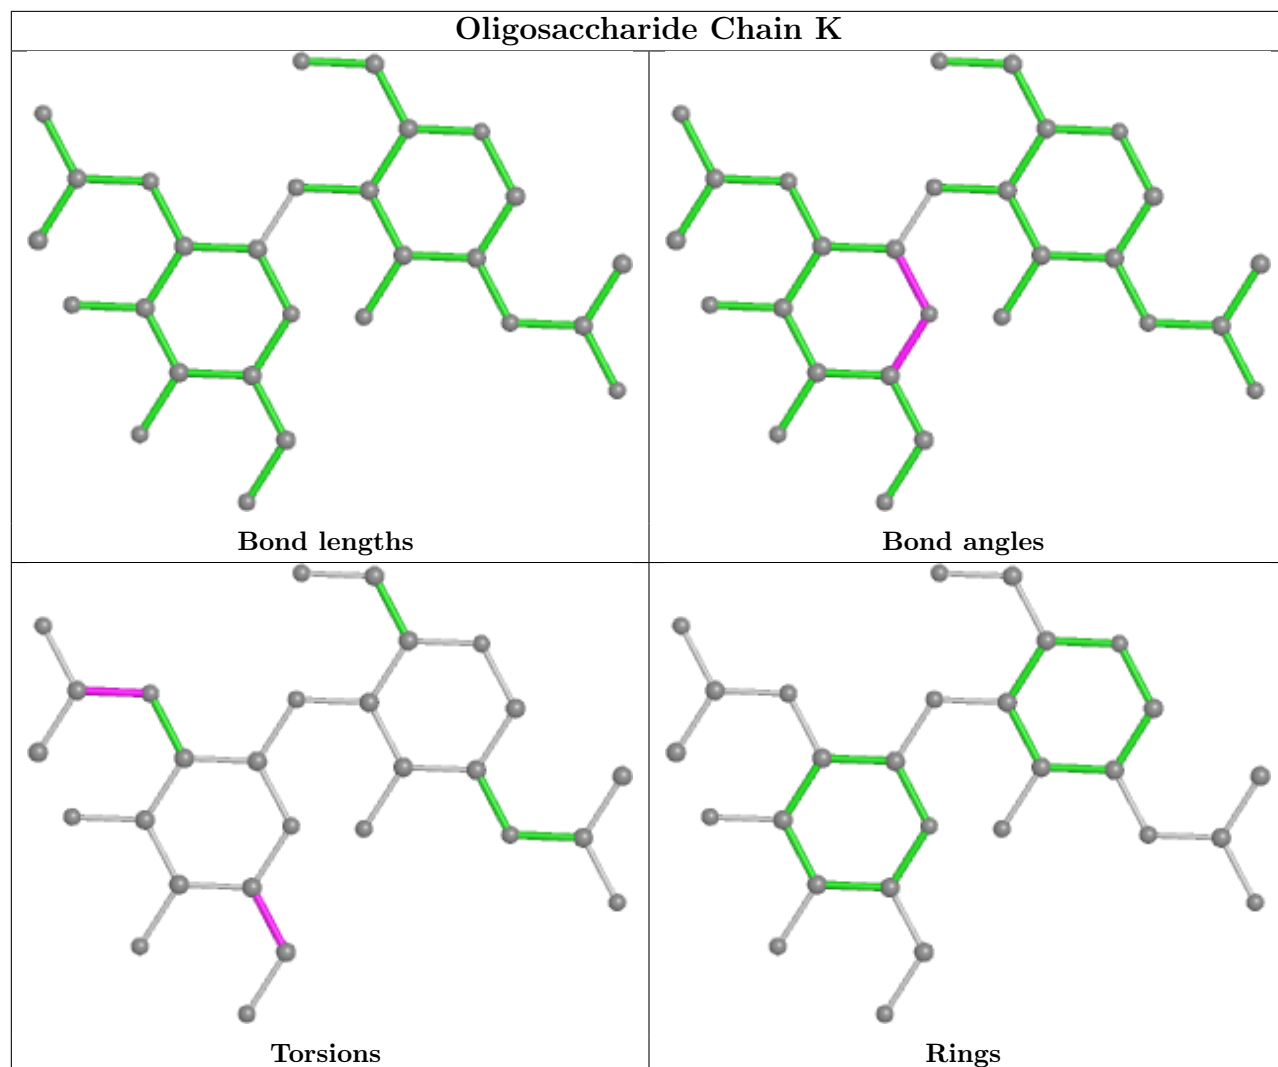 Oligosaccharide Chain K
Bond lengths
Bond angles
Torsions
Rings